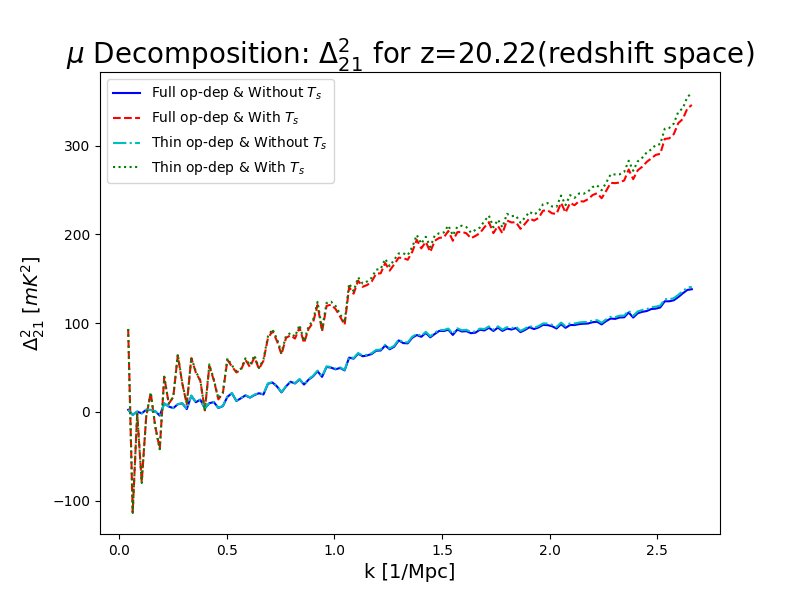 μ Decomposition: Δ²₂₁ for z=20.22(redshift space)
Full op-dep & Without Tₛ
Full op-dep & With Tₛ
Thin op-dep & Without Tₛ
Thin op-dep & With Tₛ
Δ²₂₁ [mK²]
300
200
100
0
−100
0.0 0.5 1.0 1.5 2.0 2.5
k [1/Mpc]